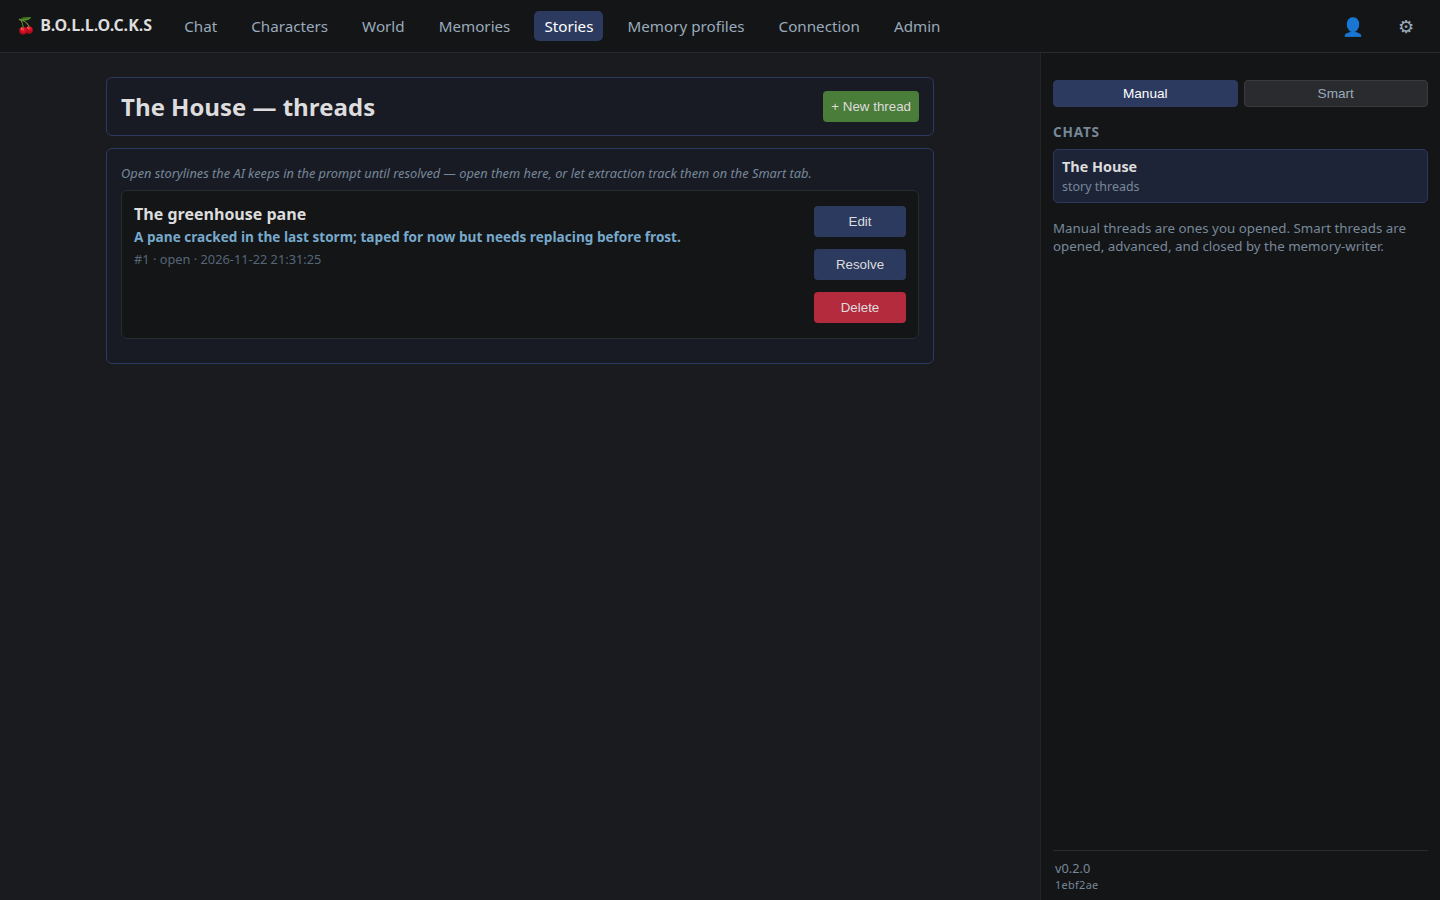 B.O.L.L.O.C.K.S
Chat
Characters
World
Memories
Stories
Memory profiles
Connection
Admin
The House — threads
+ New thread
Open storylines the AI keeps in the prompt until resolved — open them here, or let extraction track them on the Smart tab.
The greenhouse pane
A pane cracked in the last storm; taped for now but needs replacing before frost.
#1 · open · 2026-11-22 21:31:25
Edit
Resolve
Delete
Manual
Smart
CHATS
The House
story threads
Manual threads are ones you opened. Smart threads are
opened, advanced, and closed by the memory-writer.
v0.2.0
1ebf2ae